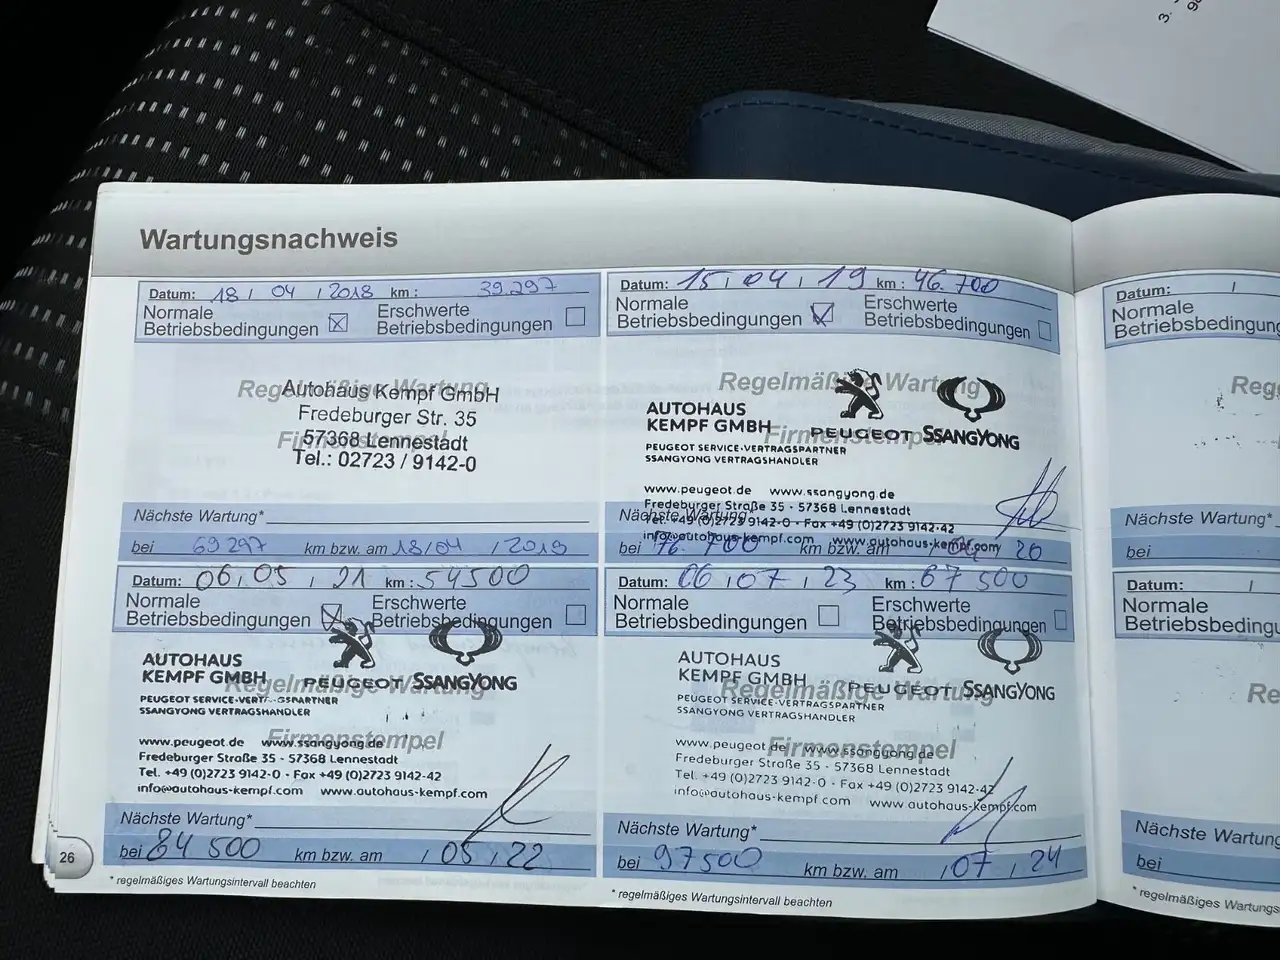 3.
Wartungsnachweis
Datum: 18 / 04 / 2018 km : 39.297
Normale
Betriebsbedingungen
Erschwerte
Betriebsbedingungen
Regelmäßige Wartung
Firmenstempel
Autohaus Kempf GmbH
Fredeburger Str. 35
57368 Lennestadt
Tel.: 02723 / 9142-0
Nächste Wartung*
bei 69297 km bzw. am 18/04 / 2019
Datum: 15, 04, 19 km : 46.700
Normale
Betriebsbedingungen
Erschwerte
Betriebsbedingungen
Regelmäßige Wartung
Firmenstempel
AUTOHAUS
KEMPF GMBH
PEUGEOT SSANGYONG
PEUGEOT SERVICE-VERTRAGSPARTNER
SSANGYONG VERTRAGSHANDLER
www.peugeot.de www.ssangyong.de
Fredeburger Straße 35 - 57368 Lennestadt
Tel. +49 (0)2723 9142-0 - Fax +49 (0)2723 9142-42
info@autohaus-kempf.com www.autohaus-kempf.com
Nächste Wartung*
bei 76.700 km bzw. am 20
Datum: 06, 05, 21 km : 54500
Normale
Betriebsbedingungen
Erschwerte
Betriebsbedingungen
Regelmäßige Wartung
Firmenstempel
AUTOHAUS
KEMPF GMBH
PEUGEOT SSANGYONG
PEUGEOT SERVICE-VERTRAGSPARTNER
SSANGYONG VERTRAGSHANDLER
www.peugeot.de www.ssangyong.de
Fredeburger Straße 35 - 57368 Lennestadt
Tel. +49 (0)2723 9142-0 - Fax +49 (0)2723 9142-42
info@autohaus-kempf.com www.autohaus-kempf.com
Nächste Wartung*
bei 84 500 km bzw. am / 05, 22
Datum: 06, 07, 23 km : 67 500
Normale
Betriebsbedingungen
Erschwerte
Betriebsbedingungen
Regelmäßige Wartung
Firmenstempel
AUTOHAUS
KEMPF GMBH
PEUGEOT SSANGYONG
PEUGEOT SERVICE-VERTRAGSPARTNER
SSANGYONG VERTRAGSHANDLER
www.peugeot.de www.ssangyong.de
Fredeburger Straße 35 - 57368 Lennestadt
Tel. +49 (0)2723 9142-0 - Fax +49 (0)2723 9142-42
info@autohaus-kempf.com www.autohaus-kempf.com
Nächste Wartung*
bei 97500 km bzw. am , 07, 24
26
* regelmäßiges Wartungsintervall beachten
* regelmäßiges Wartungsintervall beachten
Datum: /
Normale
Betriebsbedingung
Reg
Nächste Wartung*
bei
Datum: /
Normale
Betriebsbedingung
Re
Nächste Wartung
bei
* regelmäßiges Wartungs